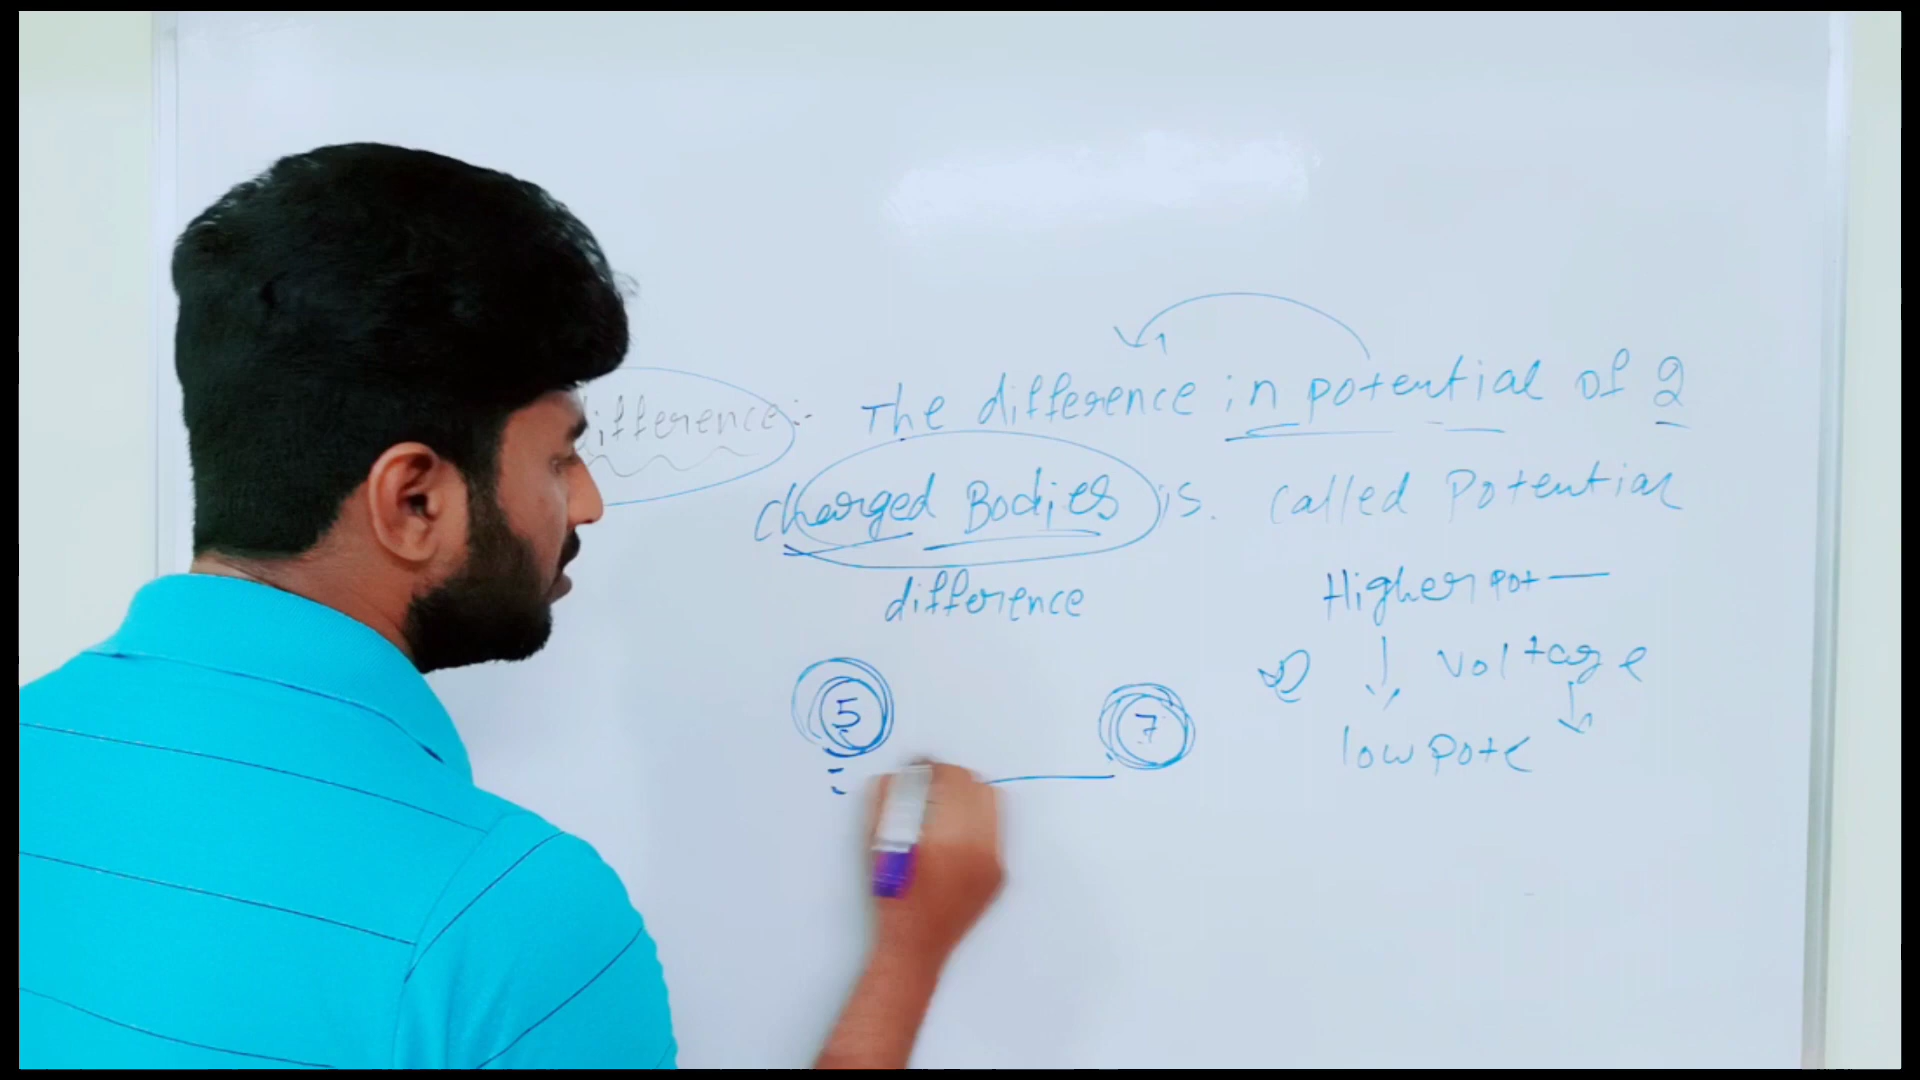 difference:- The difference in potential of 2
charged Bodies is. called Potential
difference
Higher pot
voltage
low pote
5 7